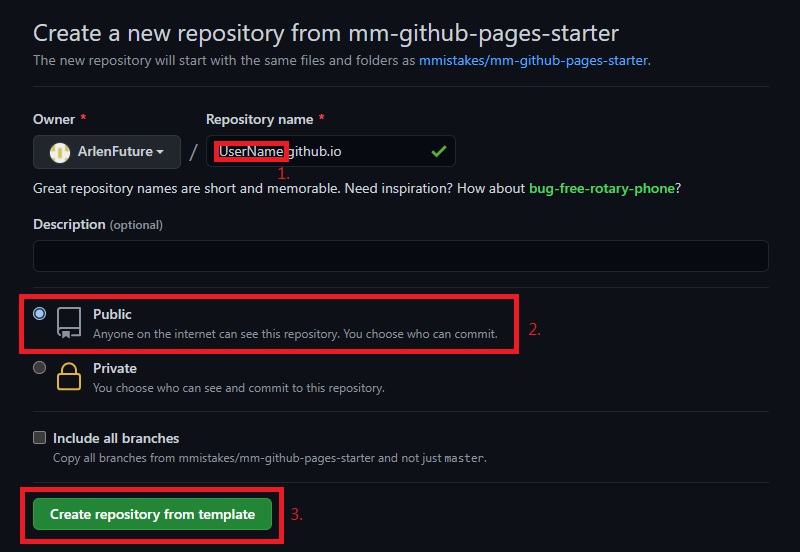 Create a new repository from mm-github-pages-starter
The new repository will start with the same files and folders as mmistakes/mm-github-pages-starter.
Owner * Repository name *
ArlenFuture / UserName.github.io
1.
Great repository names are short and memorable. Need inspiration? How about bug-free-rotary-phone?
Description (optional)
Public
Anyone on the internet can see this repository. You choose who can commit.
2.
Private
You choose who can see and commit to this repository.
Include all branches
Copy all branches from mmistakes/mm-github-pages-starter and not just master.
Create repository from template 3.